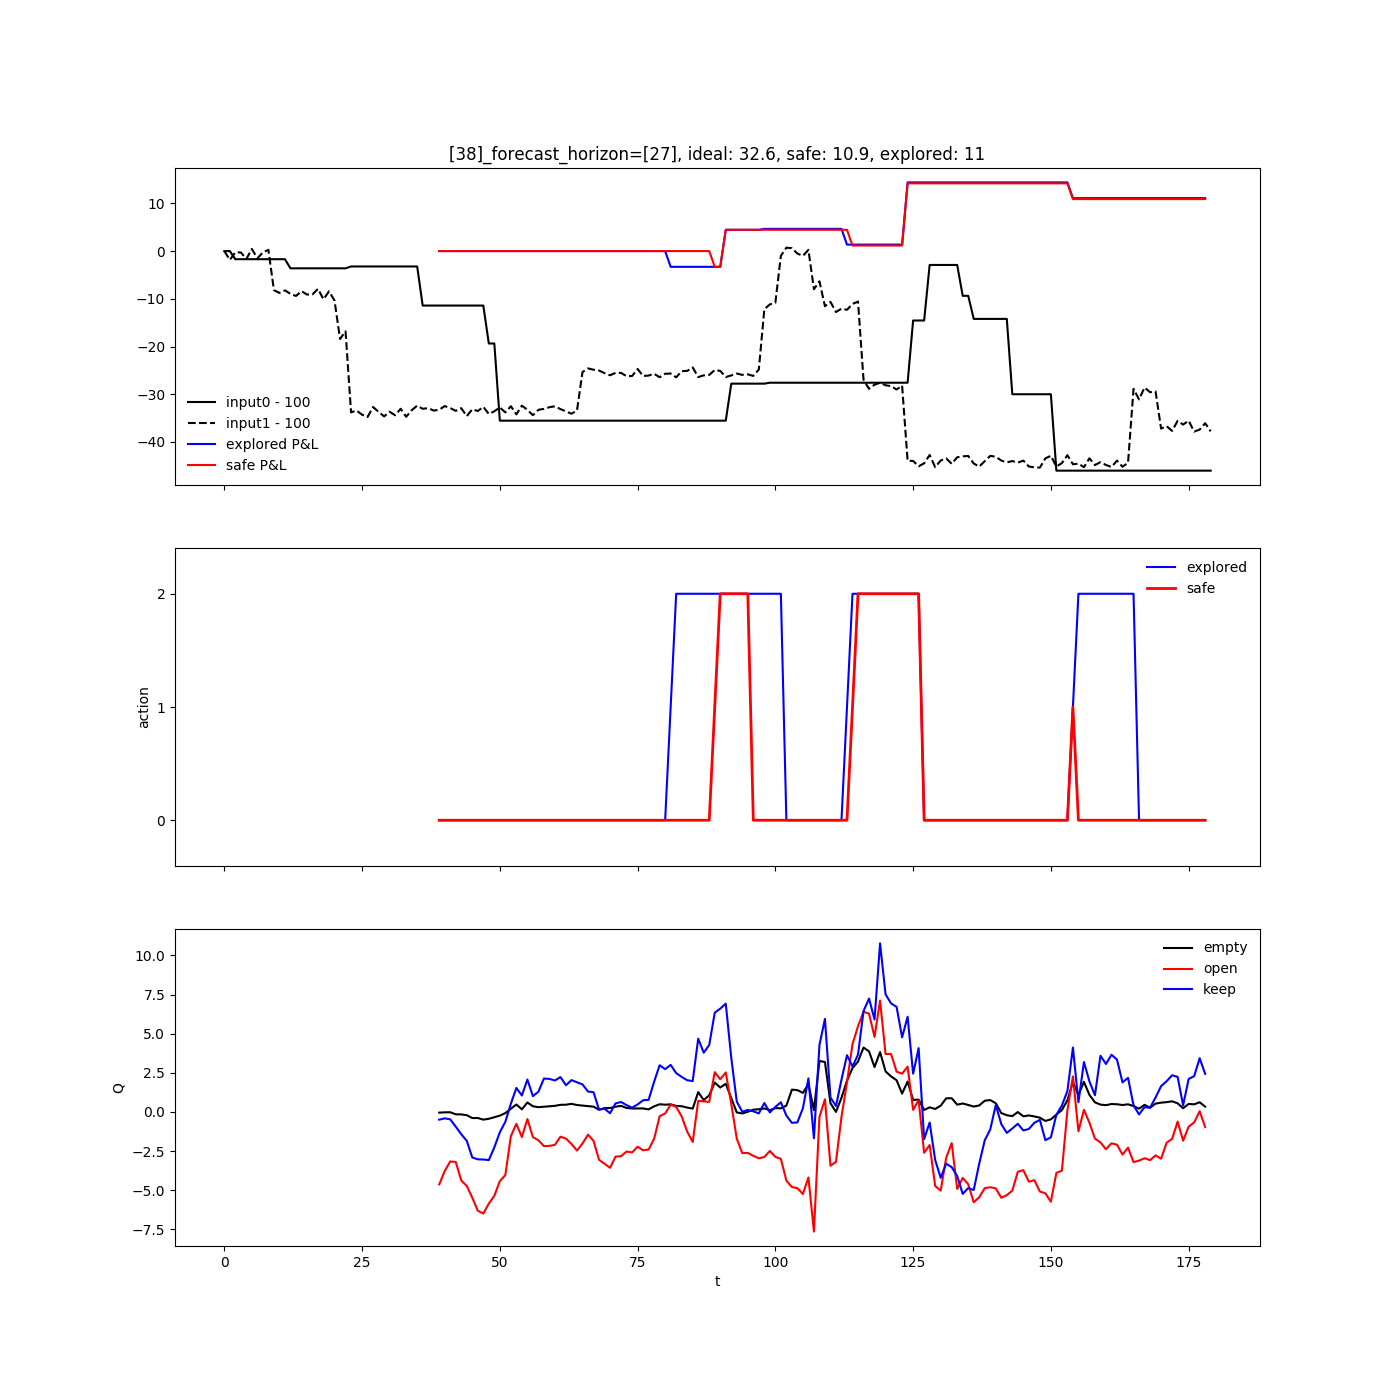 [38]_forecast_horizon=[27], ideal: 32.6, safe: 10.9, explored: 11
10
0
−10
−20
−30
−40
input0 - 100
input1 - 100
explored P&L
safe P&L
2
1
0
action
explored
safe
10.0
7.5
5.0
2.5
0.0
−2.5
−5.0
−7.5
Q
empty
open
keep
0 25 50 75 100 125 150 175
t